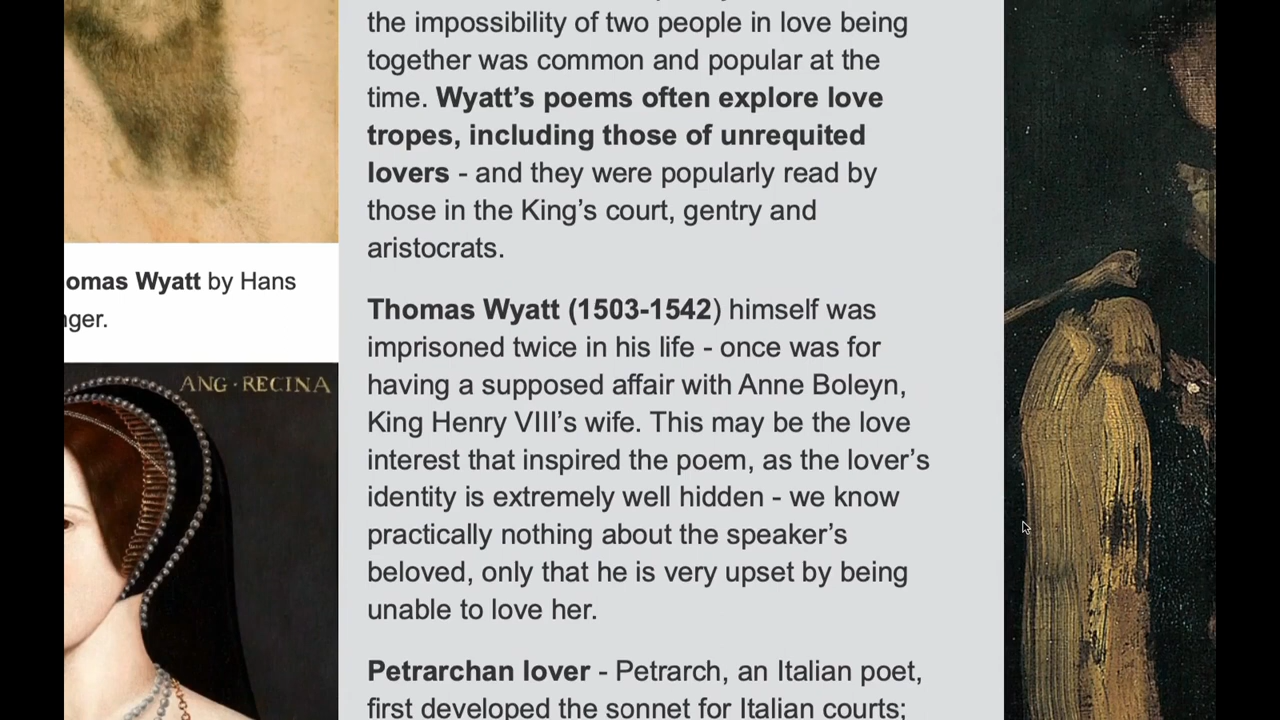 the impossibility of two people in love being
together was common and popular at the
time. Wyatt’s poems often explore love
tropes, including those of unrequited
lovers - and they were popularly read by
those in the King’s court, gentry and
aristocrats.
Thomas Wyatt (1503-1542) himself was
imprisoned twice in his life - once was for
having a supposed affair with Anne Boleyn,
King Henry VIII’s wife. This may be the love
interest that inspired the poem, as the lover’s
identity is extremely well hidden - we know
practically nothing about the speaker’s
beloved, only that he is very upset by being
unable to love her.
Petrarchan lover - Petrarch, an Italian poet,
first developed the sonnet for Italian courts;
omas Wyatt by Hans
nger.
ANG·RECINA